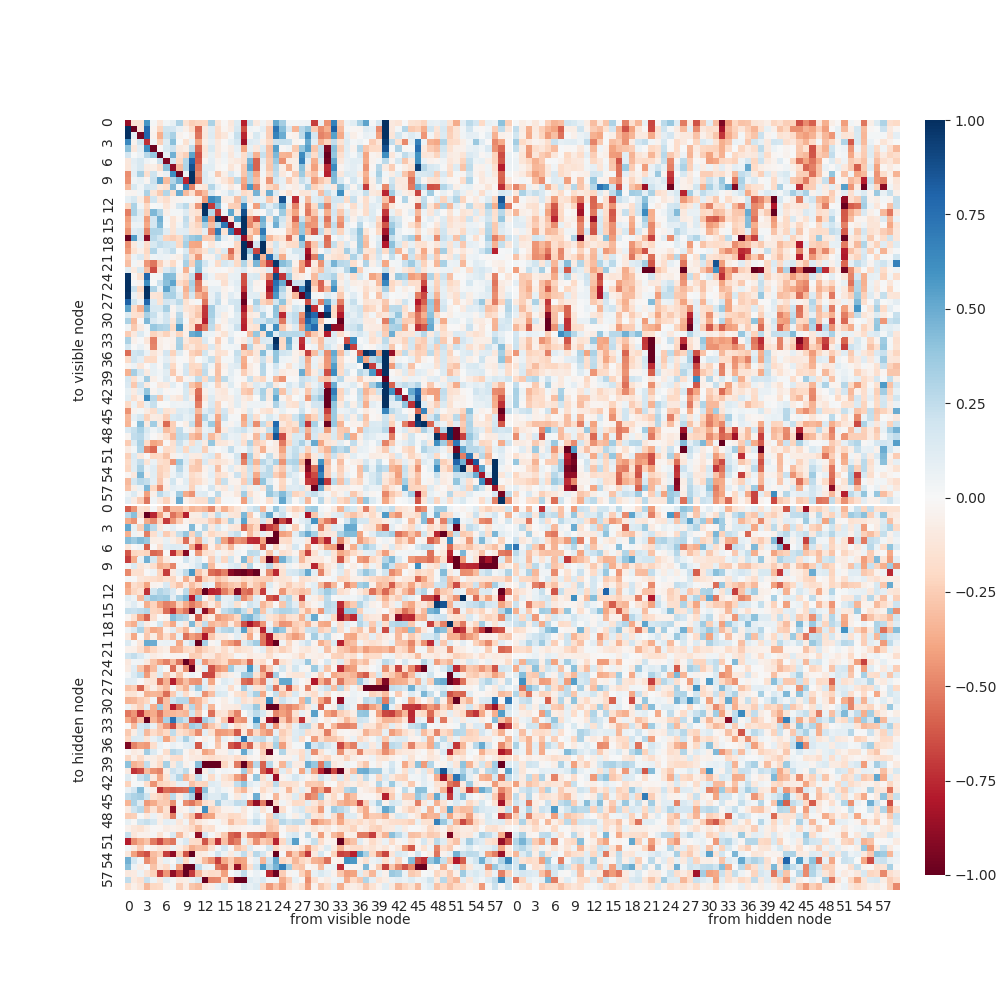 to visible node
0 3 6 9 12 15 18 21 24 27 30 33 36 39 42 45 48 51 54 57
to hidden node
0 3 6 9 12 15 18 21 24 27 30 33 36 39 42 45 48 51 54 57
0 3 6 9 12 15 18 21 24 27 30 33 36 39 42 45 48 51 54 57
from visible node
0 3 6 9 12 15 18 21 24 27 30 33 36 39 42 45 48 51 54 57
from hidden node
1.00
0.75
0.50
0.25
0.00
−0.25
−0.50
−0.75
−1.00